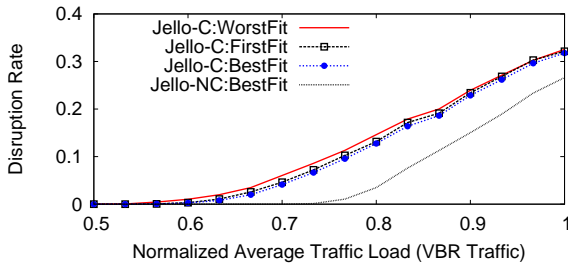 0.4
0.3
0.2
0.1
0
Disruption Rate
Jello-C:WorstFit
Jello-C:FirstFit
Jello-C:BestFit
Jello-NC:BestFit
0.5 0.6 0.7 0.8 0.9 1
Normalized Average Traffic Load (VBR Traffic)